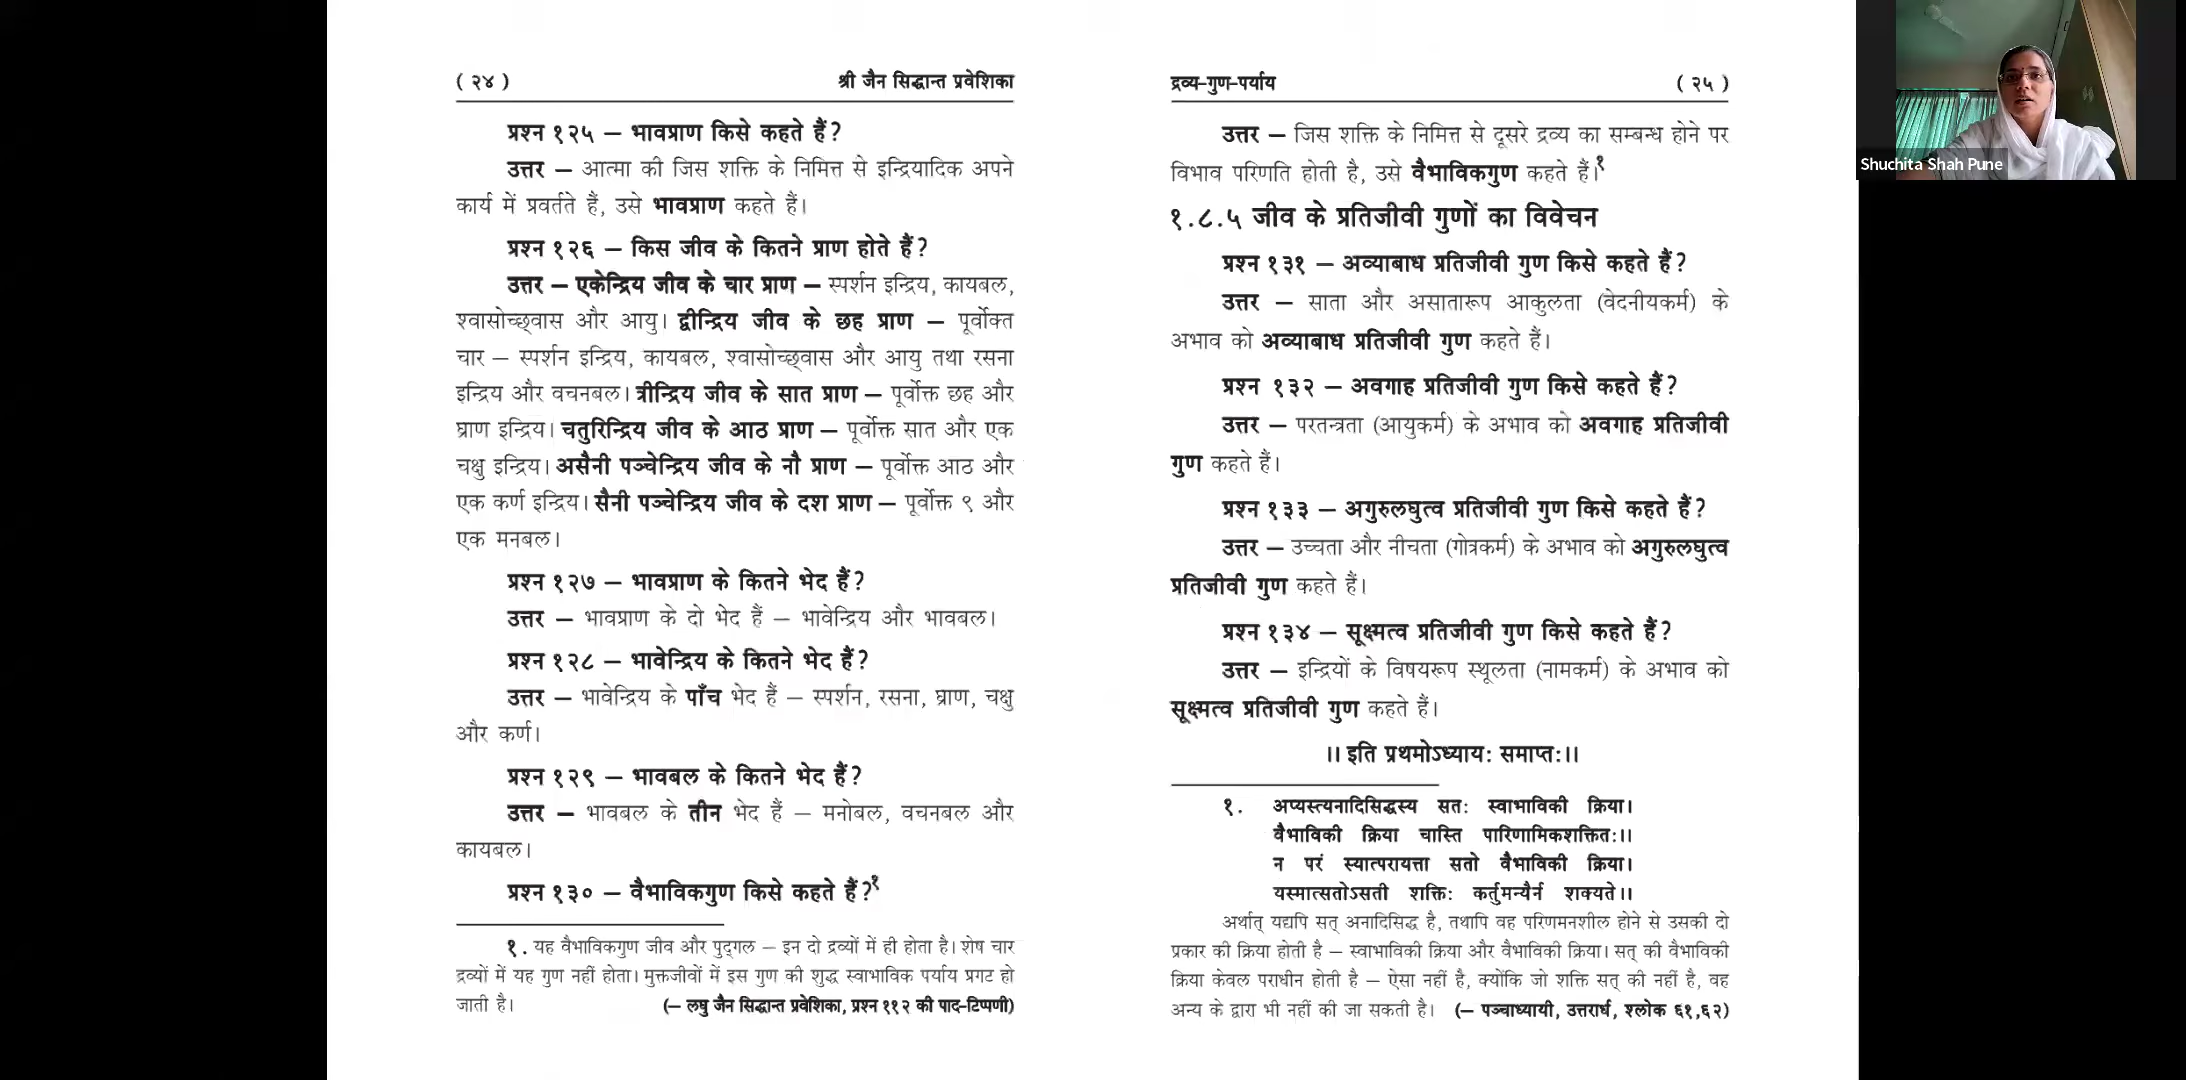 ( २४ ) श्री जैन सिद्धान्त प्रवेशिका
प्रश्न १२५ – भावप्राण किसे कहते हैं?
उत्तर – आत्मा की जिस शक्ति के निमित्त से इन्द्रियादिक अपने
कार्य में प्रवर्तते हैं, उसे भावप्राण कहते हैं।
प्रश्न १२६ – किस जीव के कितने प्राण होते हैं?
उत्तर – एकेन्द्रिय जीव के चार प्राण – स्पर्शन इन्द्रिय, कायबल,
श्वासोच्छ्वास और आयु। द्वीन्द्रिय जीव के छह प्राण – पूर्वोक्त
चार – स्पर्शन इन्द्रिय, कायबल, श्वासोच्छ्वास और आयु तथा रसना
इन्द्रिय और वचनबल। त्रीन्द्रिय जीव के सात प्राण – पूर्वोक्त छह और
घ्राण इन्द्रिय। चतुरिन्द्रिय जीव के आठ प्राण – पूर्वोक्त सात और एक
चक्षु इन्द्रिय। असैनी पञ्चेन्द्रिय जीव के नौ प्राण – पूर्वोक्त आठ और
एक कर्ण इन्द्रिय। सैनी पञ्चेन्द्रिय जीव के दश प्राण – पूर्वोक्त ९ और
एक मनबल।
प्रश्न १२७ – भावप्राण के कितने भेद हैं?
उत्तर – भावप्राण के दो भेद हैं – भावेन्द्रिय और भावबल।
प्रश्न १२८ – भावेन्द्रिय के कितने भेद हैं?
उत्तर – भावेन्द्रिय के पाँच भेद हैं – स्पर्शन, रसना, घ्राण, चक्षु
और कर्ण।
प्रश्न १२९ – भावबल के कितने भेद हैं?
उत्तर – भावबल के तीन भेद हैं – मनोबल, वचनबल और
कायबल।
प्रश्न १३० – वैभाविकगुण किसे कहते हैं?१
१. यह वैभाविकगुण जीव और पुद्गल – इन दो द्रव्यों में ही होता है। शेष चार
द्रव्यों में यह गुण नहीं होता। मुक्तजीवों में इस गुण की शुद्ध स्वाभाविक पर्याय प्रगट हो
जाती है। (– लघु जैन सिद्धान्त प्रवेशिका, प्रश्न ११२ की पाद-टिप्पणी)
द्रव्य-गुण-पर्याय ( २५ )
उत्तर – जिस शक्ति के निमित्त से दूसरे द्रव्य का सम्बन्ध होने पर
विभाव परिणति होती है, उसे वैभाविकगुण कहते हैं।१
१.८.५ जीव के प्रतिजीवी गुणों का विवेचन
प्रश्न १३१ – अव्याबाध प्रतिजीवी गुण किसे कहते हैं?
उत्तर – साता और असातारूप आकुलता (वेदनीयकर्म) के
अभाव को अव्याबाध प्रतिजीवी गुण कहते हैं।
प्रश्न १३२ – अवगाह प्रतिजीवी गुण किसे कहते हैं?
उत्तर – परतन्त्रता (आयुकर्म) के अभाव को अवगाह प्रतिजीवी
गुण कहते हैं।
प्रश्न १३३ – अगुरुलघुत्व प्रतिजीवी गुण किसे कहते हैं?
उत्तर – उच्चता और नीचता (गोत्रकर्म) के अभाव को अगुरुलघुत्व
प्रतिजीवी गुण कहते हैं।
प्रश्न १३४ – सूक्ष्मत्व प्रतिजीवी गुण किसे कहते हैं?
उत्तर – इन्द्रियों के विषयरूप स्थूलता (नामकर्म) के अभाव को
सूक्ष्मत्व प्रतिजीवी गुण कहते हैं।
।। इति प्रथमोऽध्यायः समाप्तः।।
१. अप्यस्त्यनादिसिद्धस्य सतः स्वाभाविकी क्रिया।
वैभाविकी क्रिया चास्ति पारिणामिकशक्तितः।।
न परं स्यात्परायत्ता सतो वैभाविकी क्रिया।
यस्मात्सतोऽसती शक्तिः कर्तुमन्यैर्न शक्यते।।
अर्थात् यद्यपि सत् अनादिसिद्ध है, तथापि वह परिणमनशील होने से उसकी दो
प्रकार की क्रिया होती है – स्वाभाविकी क्रिया और वैभाविकी क्रिया। सत् की वैभाविकी
क्रिया केवल पराधीन होती है – ऐसा नहीं है, क्योंकि जो शक्ति सत् की नहीं है, वह
अन्य के द्वारा भी नहीं की जा सकती है। (– पञ्चाध्यायी, उत्तरार्ध, श्लोक ६१,६२)
Shuchita Shah Pune